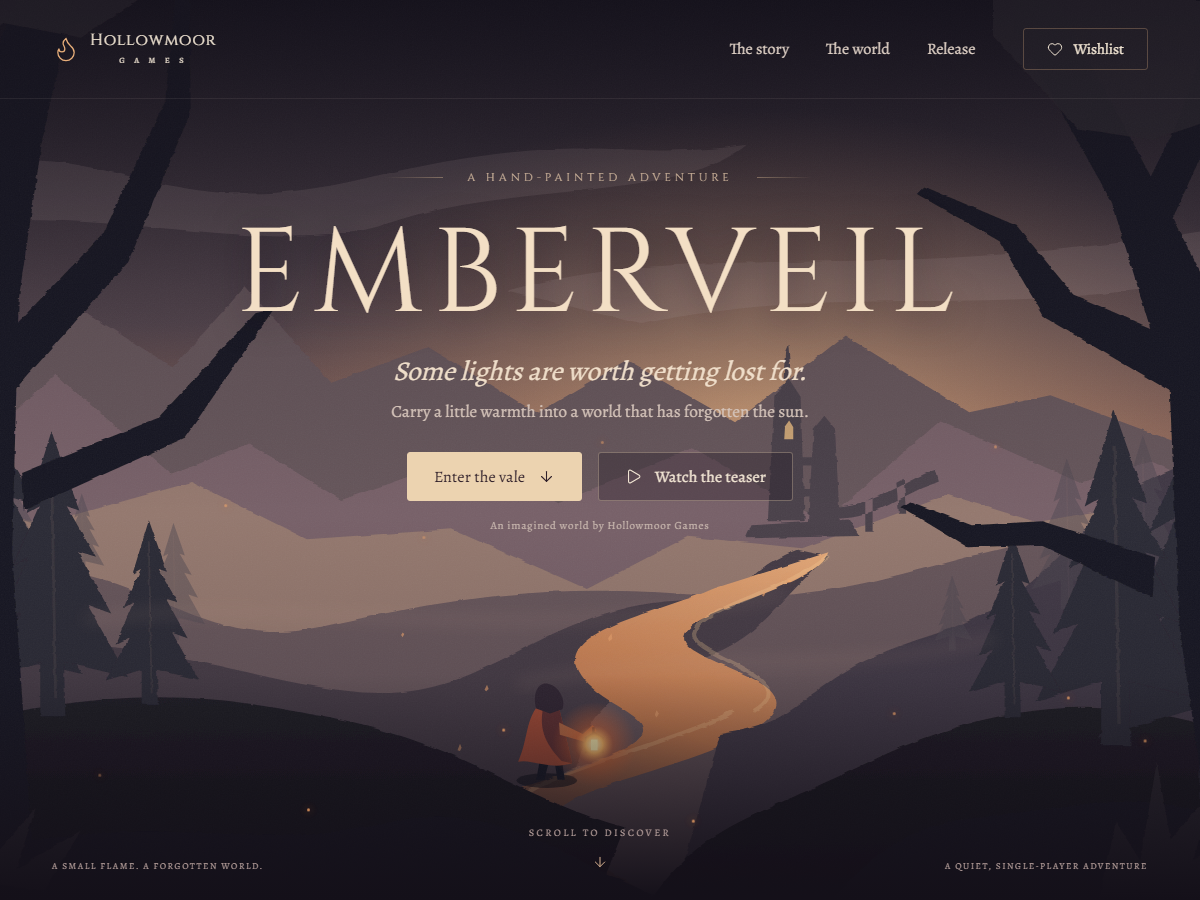 Hollowmoor
GAMES
The story
The world
Release
Wishlist
A HAND-PAINTED ADVENTURE
EMBERVEIL
Some lights are worth getting lost for.
Carry a little warmth into a world that has forgotten the sun.
Enter the vale
Watch the teaser
An imagined world by Hollowmoor Games
SCROLL TO DISCOVER
A SMALL FLAME. A FORGOTTEN WORLD.
A QUIET, SINGLE-PLAYER ADVENTURE